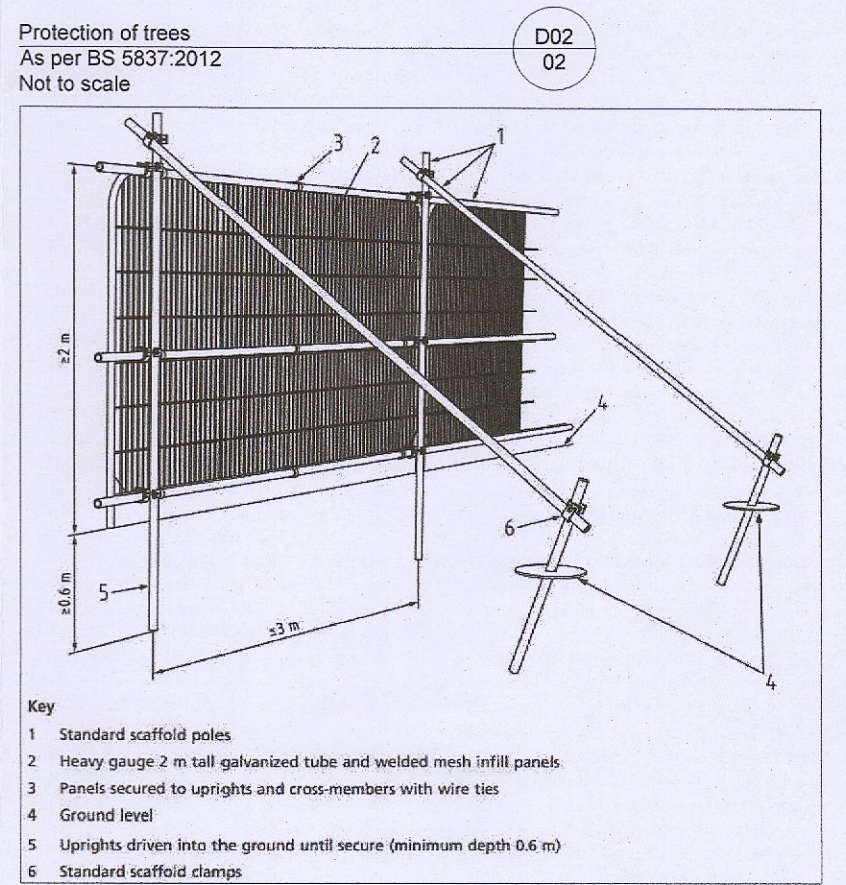 Protection of trees
As per BS 5837:2012
Not to scale
D02
02
1
3
2
≥2 m
4
6
≥0.6 m
5
≤3 m
4
Key
1 Standard scaffold poles
2 Heavy gauge 2 m tall galvanized tube and welded mesh infill panels
3 Panels secured to uprights and cross-members with wire ties
4 Ground level
5 Uprights driven into the ground until secure (minimum depth 0.6 m)
6 Standard scaffold clamps